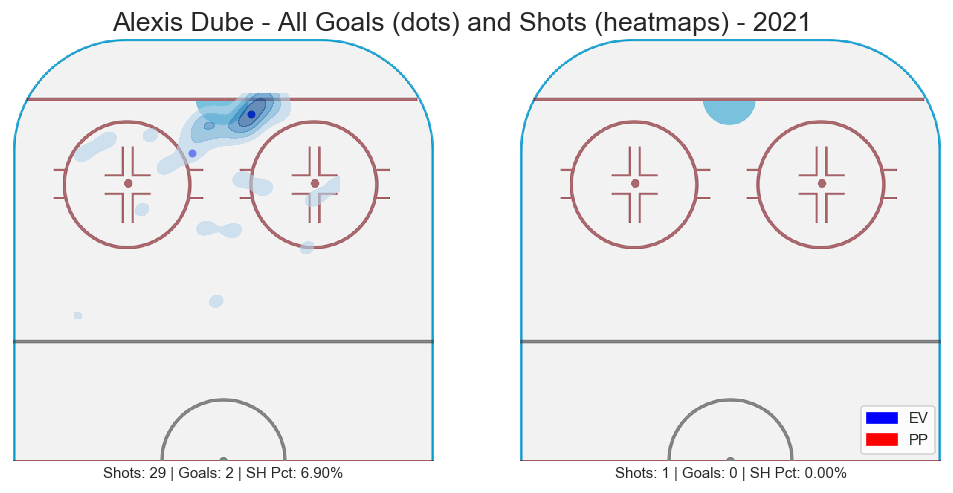 Alexis Dube - All Goals (dots) and Shots (heatmaps) - 2021
EV
PP
Shots: 29 | Goals: 2 | SH Pct: 6.90%
Shots: 1 | Goals: 0 | SH Pct: 0.00%